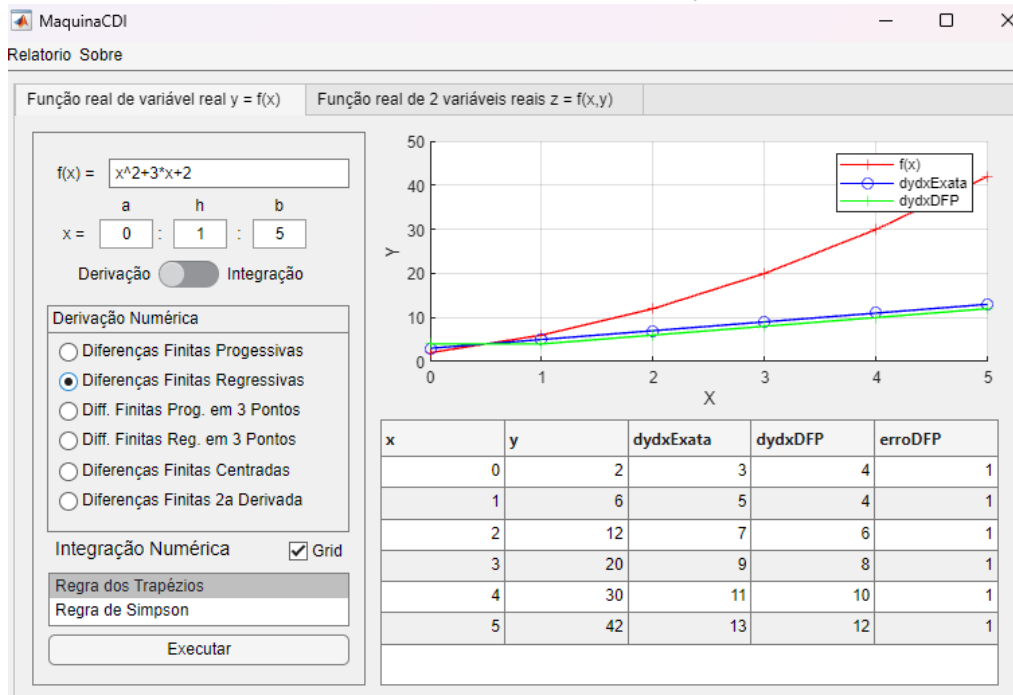 MaquinaCDI
Relatorio Sobre
Função real de variável real y = f(x)
Função real de 2 variáveis reais z = f(x,y)
f(x) = x^2+3*x+2
a h b
x = 0 : 1 : 5
Derivação Integração
Derivação Numérica
Diferenças Finitas Progessivas
Diferenças Finitas Regressivas
Diff. Finitas Prog. em 3 Pontos
Diff. Finitas Reg. em 3 Pontos
Diferenças Finitas Centradas
Diferenças Finitas 2a Derivada
Integração Numérica Grid
Regra dos Trapézios
Regra de Simpson
Executar
50
40
30
20
10
0
Y
0 1 2 3 4 5
X
f(x)
dydxExata
dydxDFP
x y dydxExata dydxDFP erroDFP
0 2 3 4 1
1 6 5 4 1
2 12 7 6 1
3 20 9 8 1
4 30 11 10 1
5 42 13 12 1